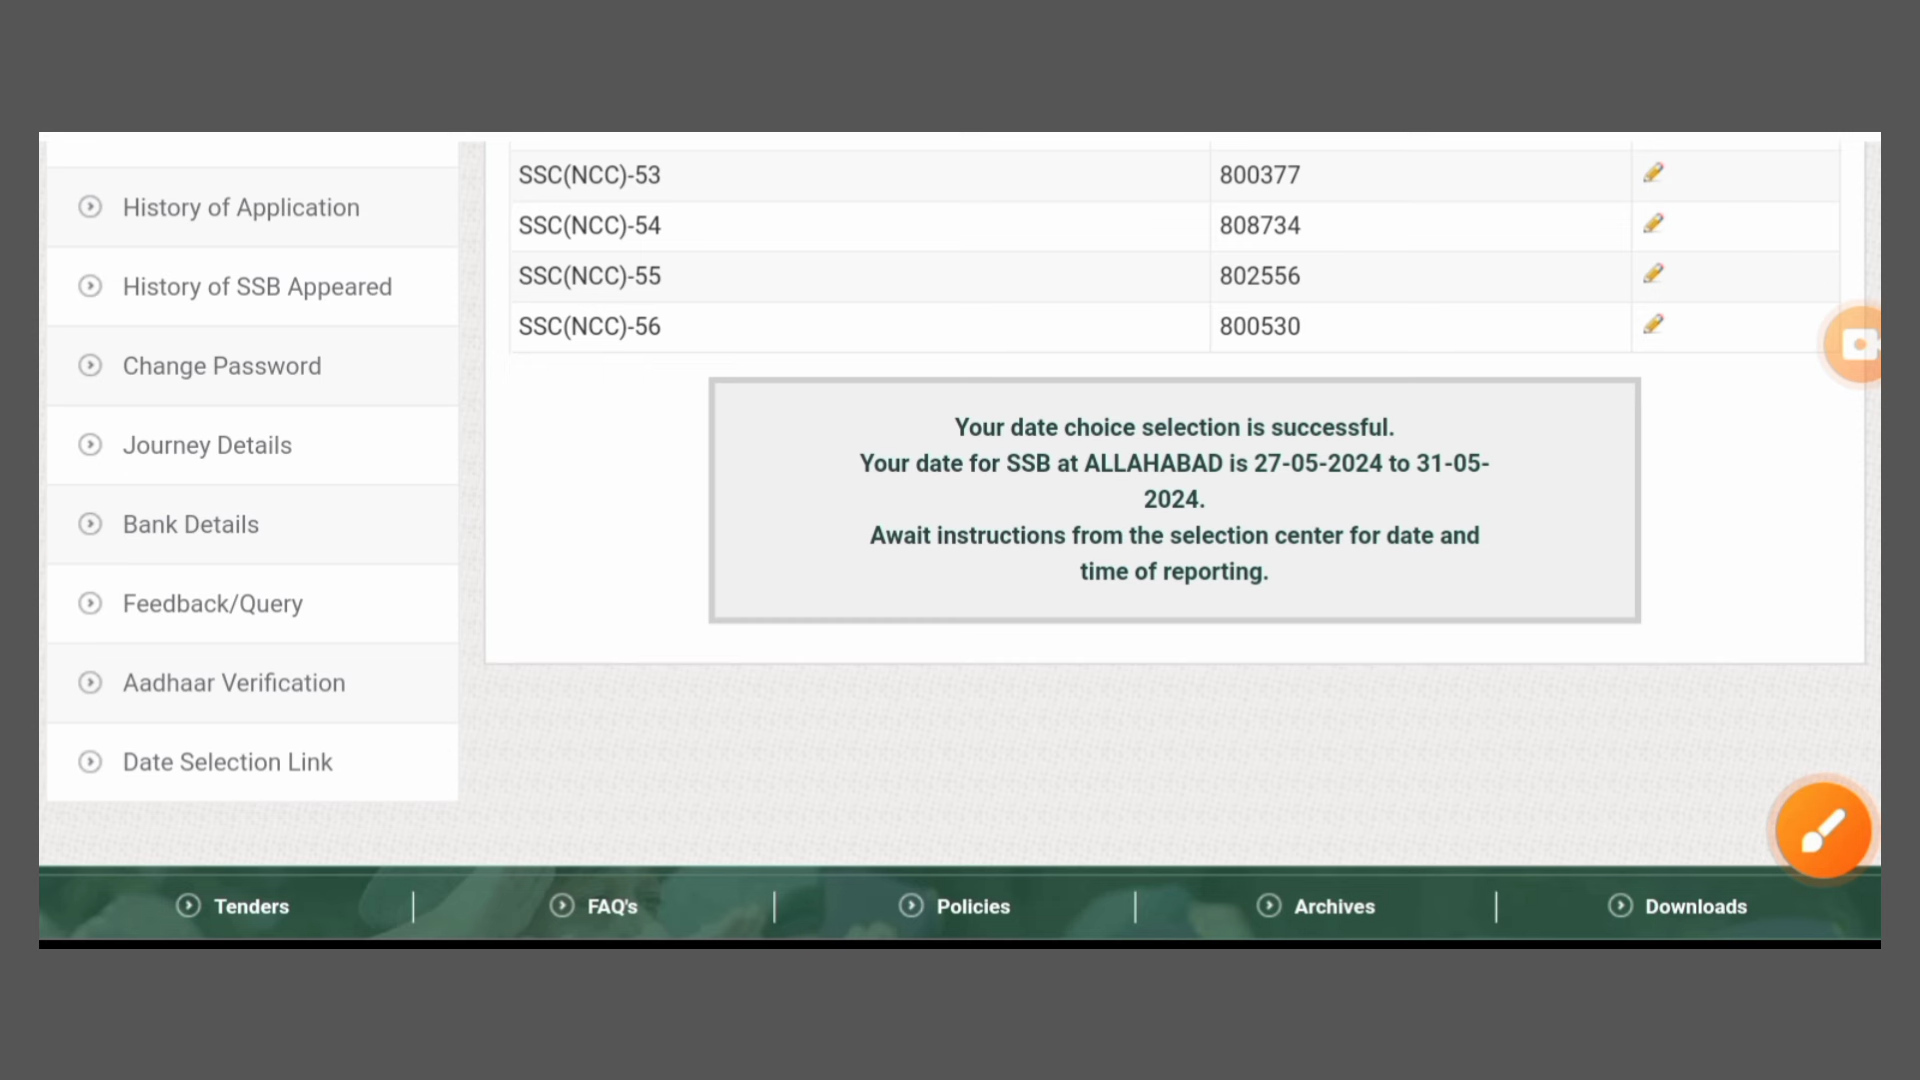 History of Application
History of SSB Appeared
Change Password
Journey Details
Bank Details
Feedback/Query
Aadhaar Verification
Date Selection Link
SSC(NCC)-53 800377
SSC(NCC)-54 808734
SSC(NCC)-55 802556
SSC(NCC)-56 800530
Your date choice selection is successful.
Your date for SSB at ALLAHABAD is 27-05-2024 to 31-05-
2024.
Await instructions from the selection center for date and
time of reporting.
Tenders | FAQ's | Policies | Archives | Downloads